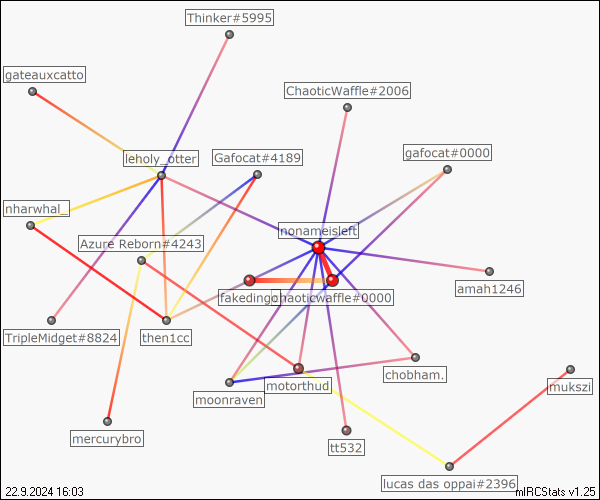 Thinker#5995
gateauxcatto
ChaoticWaffle#2006
leholy_otter
Gafocat#4189
gafocat#0000
nharwhal_
nonameisleft
Azure Reborn#4243
amah1246
fakedingo
chaoticwaffle#0000
TripleMidget#8824
then1cc
chobham.
motorthud
mukszi
moonraven
mercurybro
tt532
lucas das oppai#2396
22.9.2024 16:03
mIRCStats v1.25